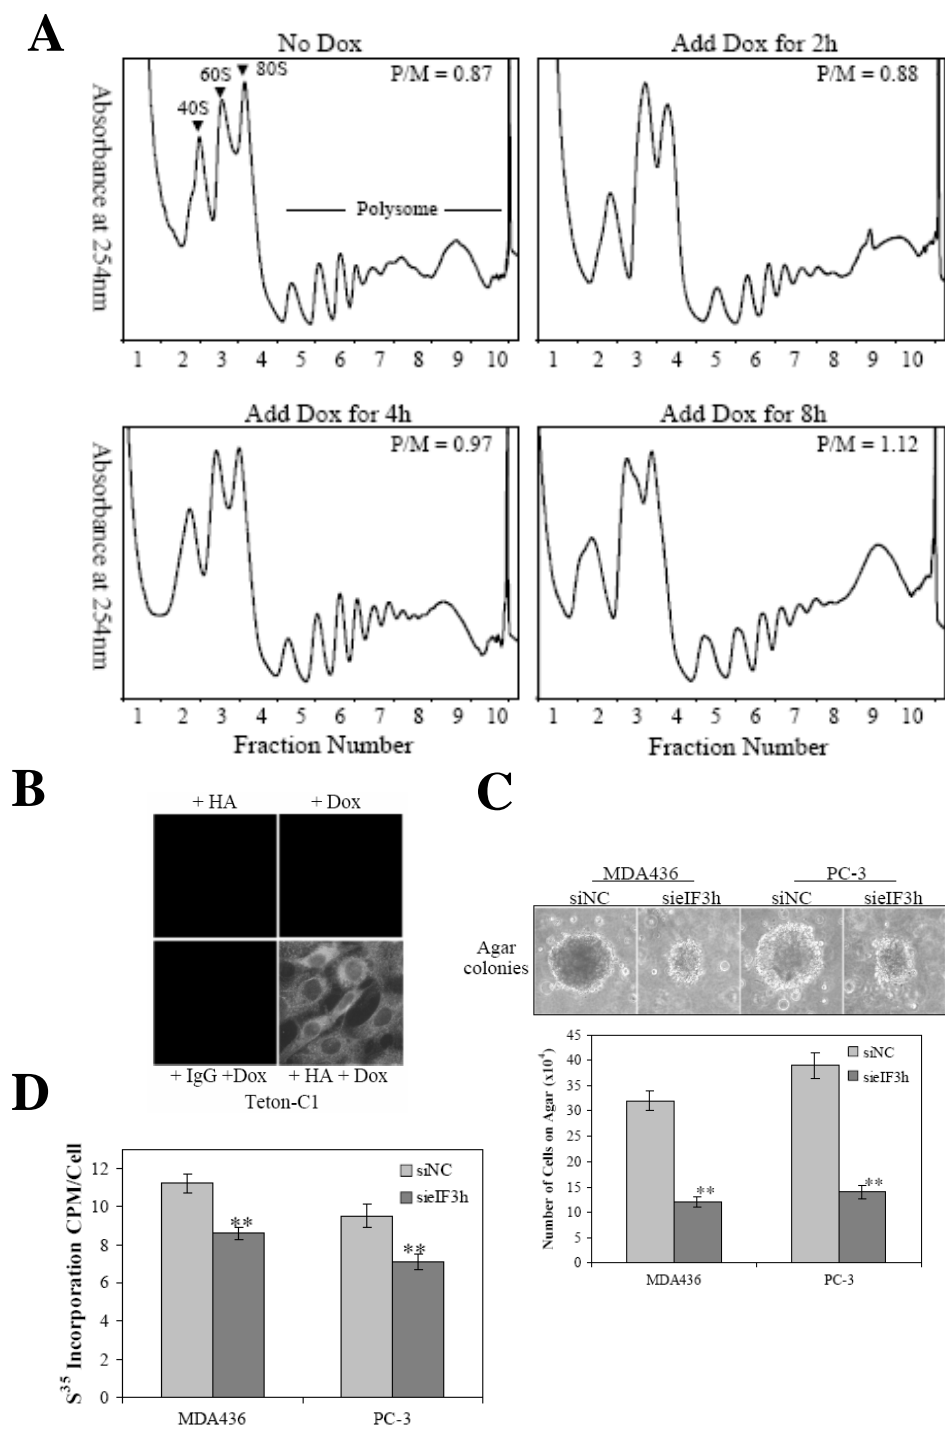 A
No Dox
P/M = 0.87
40S
60S
80S
Polysome
Absorbance at 254nm
1 2 3 4 5 6 7 8 9 10
Add Dox for 2h
P/M = 0.88
1 2 3 4 5 6 7 8 9 10
Add Dox for 4h
P/M = 0.97
Absorbance at 254nm
1 2 3 4 5 6 7 8 9 10
Fraction Number
Add Dox for 8h
P/M = 1.12
1 2 3 4 5 6 7 8 9 10
Fraction Number
B
+ HA
+ Dox
+ IgG +Dox
+ HA + Dox
Teton-C1
C
MDA436
PC-3
siNC
sieIF3h
siNC
sieIF3h
Agar
colonies
Number of Cells on Agar (x10⁴)
45
40
35
30
25
20
15
10
5
0
siNC
sieIF3h
**
**
MDA436
PC-3
D
S³⁵ Incorporation CPM/Cell
12
10
8
6
4
2
0
siNC
sieIF3h
**
**
MDA436
PC-3